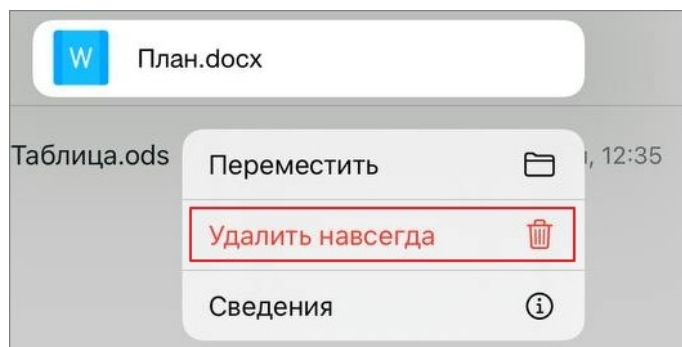 W План.docx
Таблица.ods , 12:35
Переместить
Удалить навсегда
Сведения